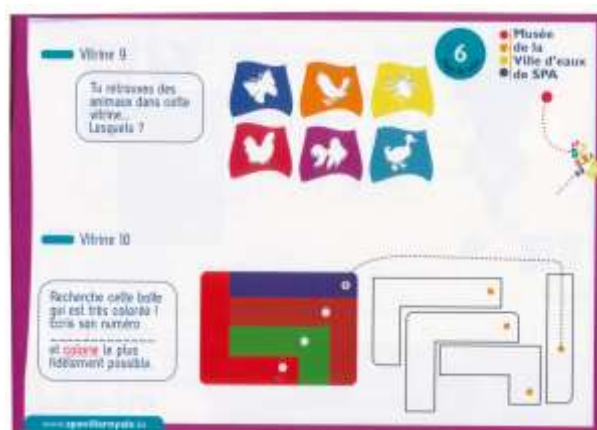 Vitrine 9
Tu retrouves des
animaux dans cette
vitrine...
Lesquels ?
6
Musée
de la
Ville d'eaux
de SPA
Vitrine 10
Recherche cette boîte
qui est très colorée !
Ecris son numéro
et colorie le plus
fidèlement possible.